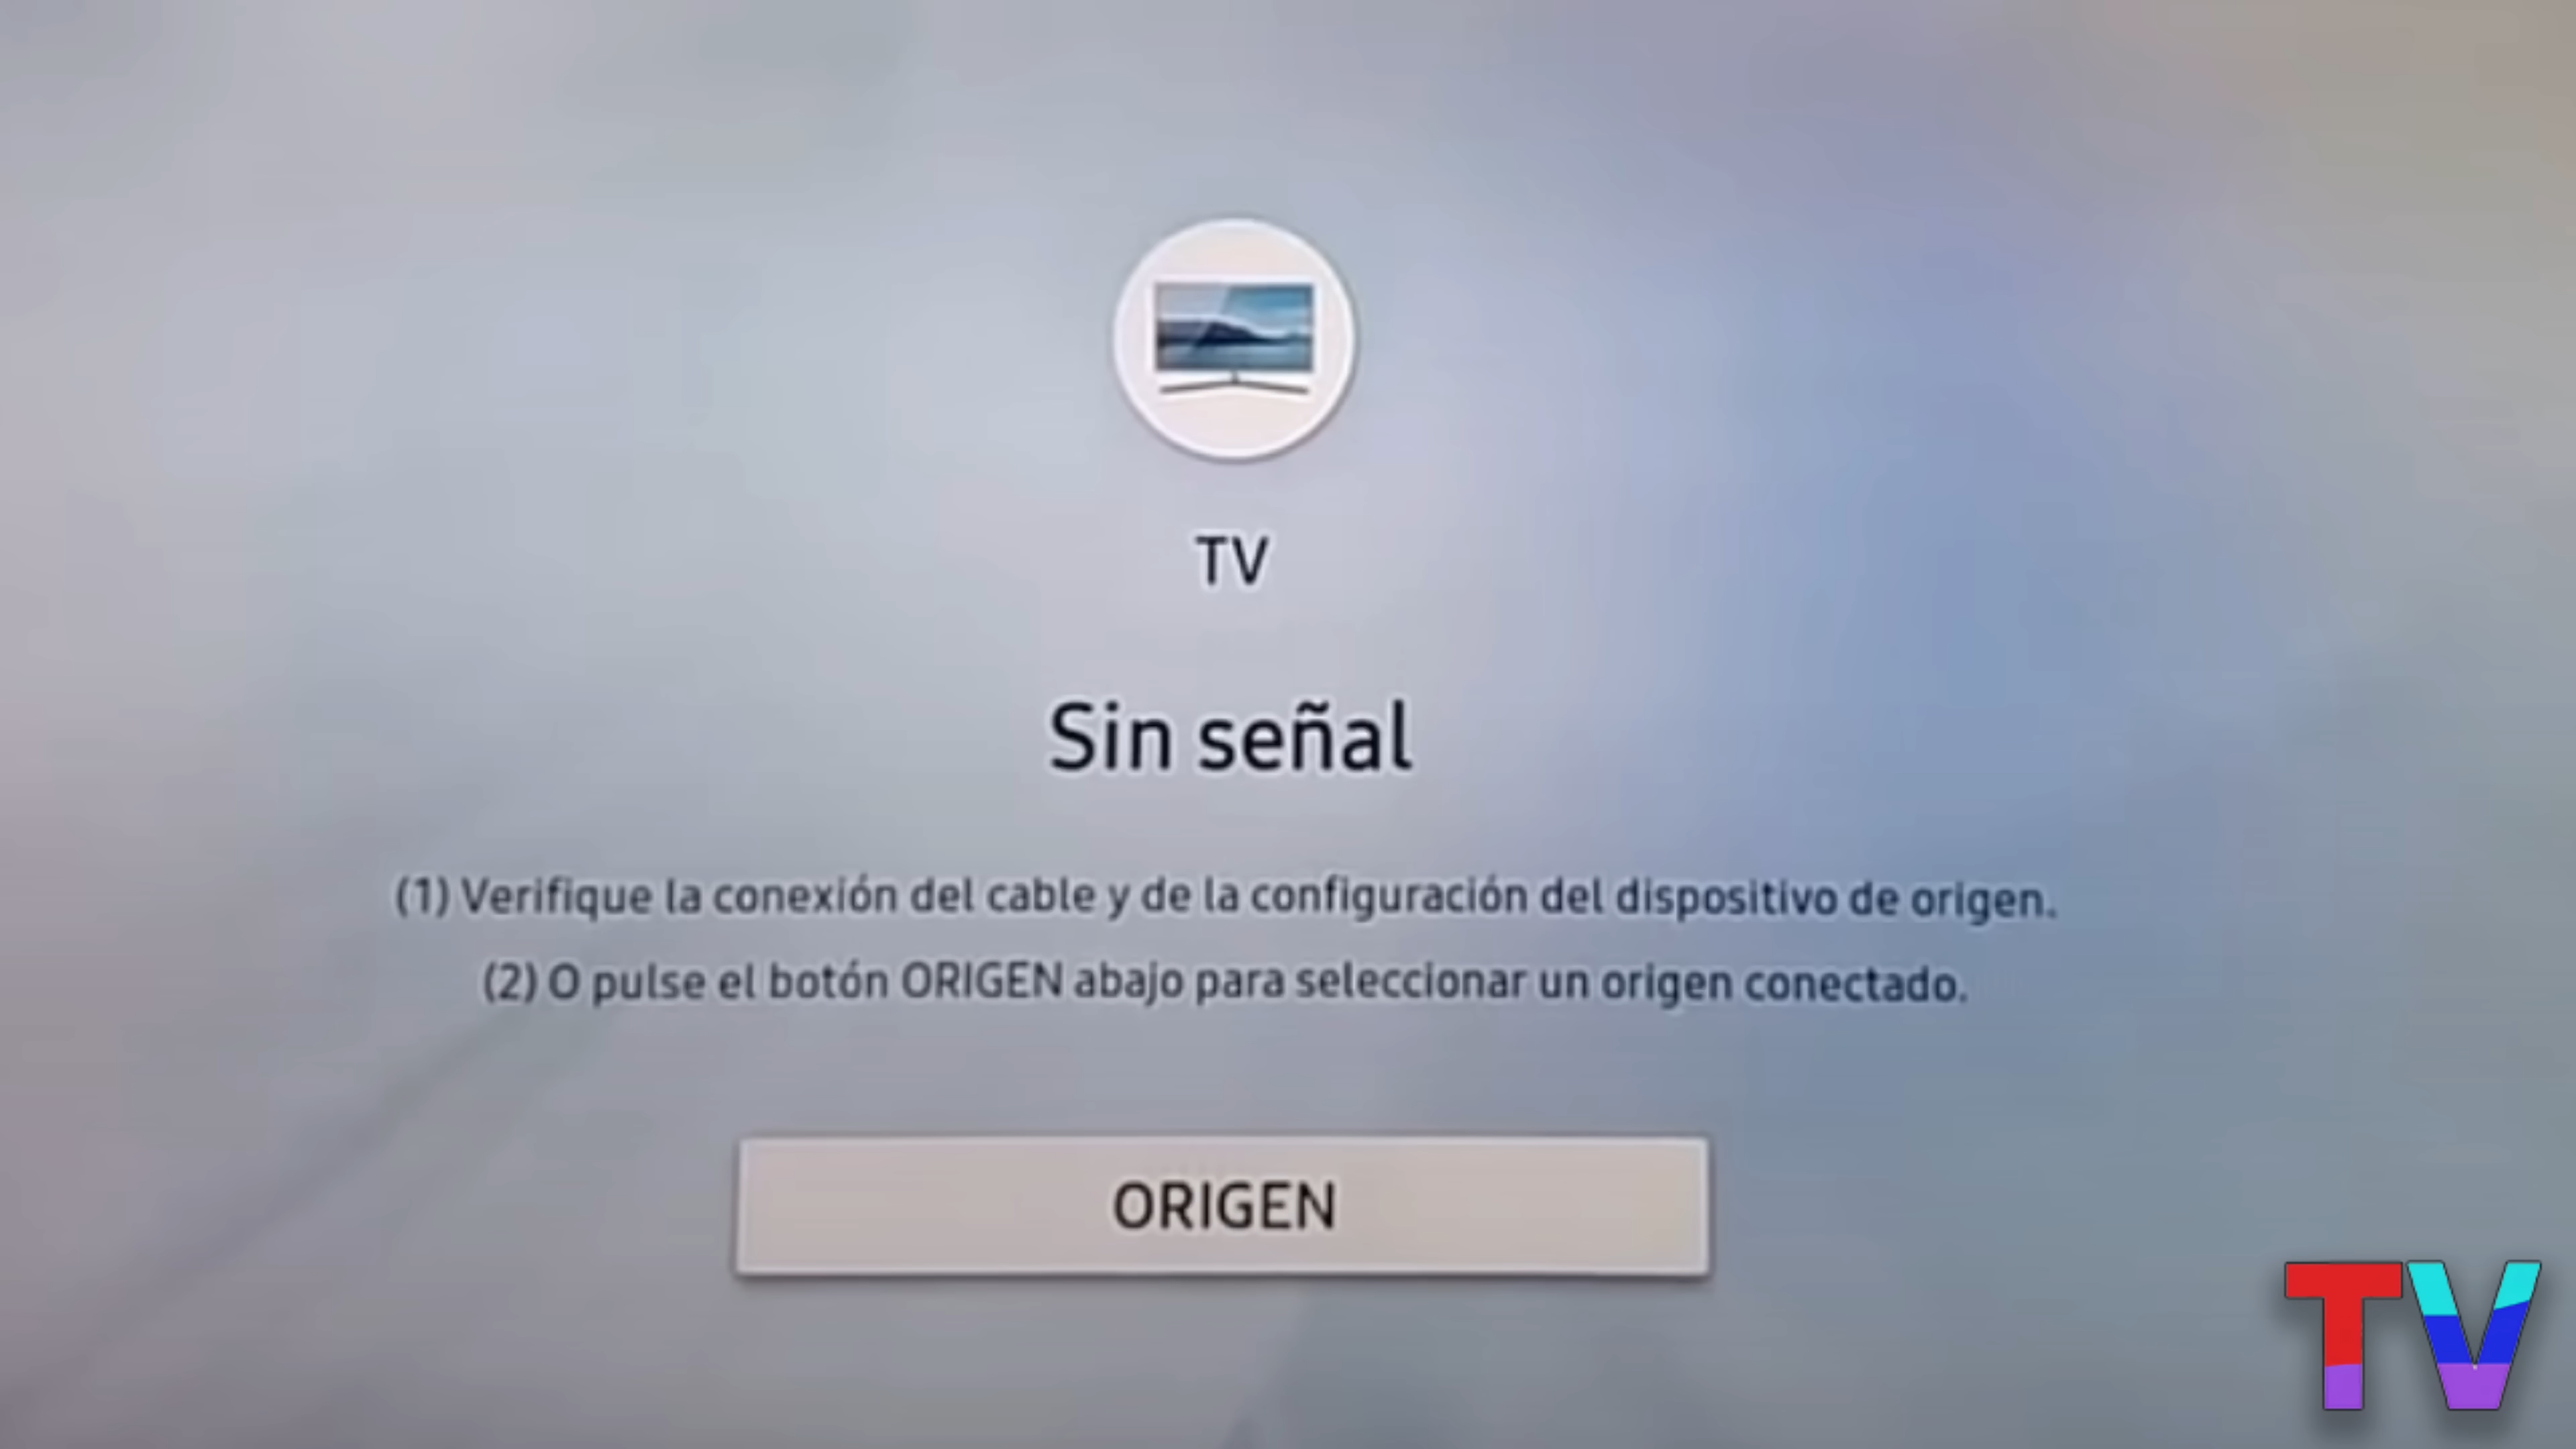 TV
Sin señal
(1) Verifique la conexión del cable y de la configuración del dispositivo de origen.
(2) O pulse el botón ORIGEN abajo para seleccionar un origen conectado.
ORIGEN
TV